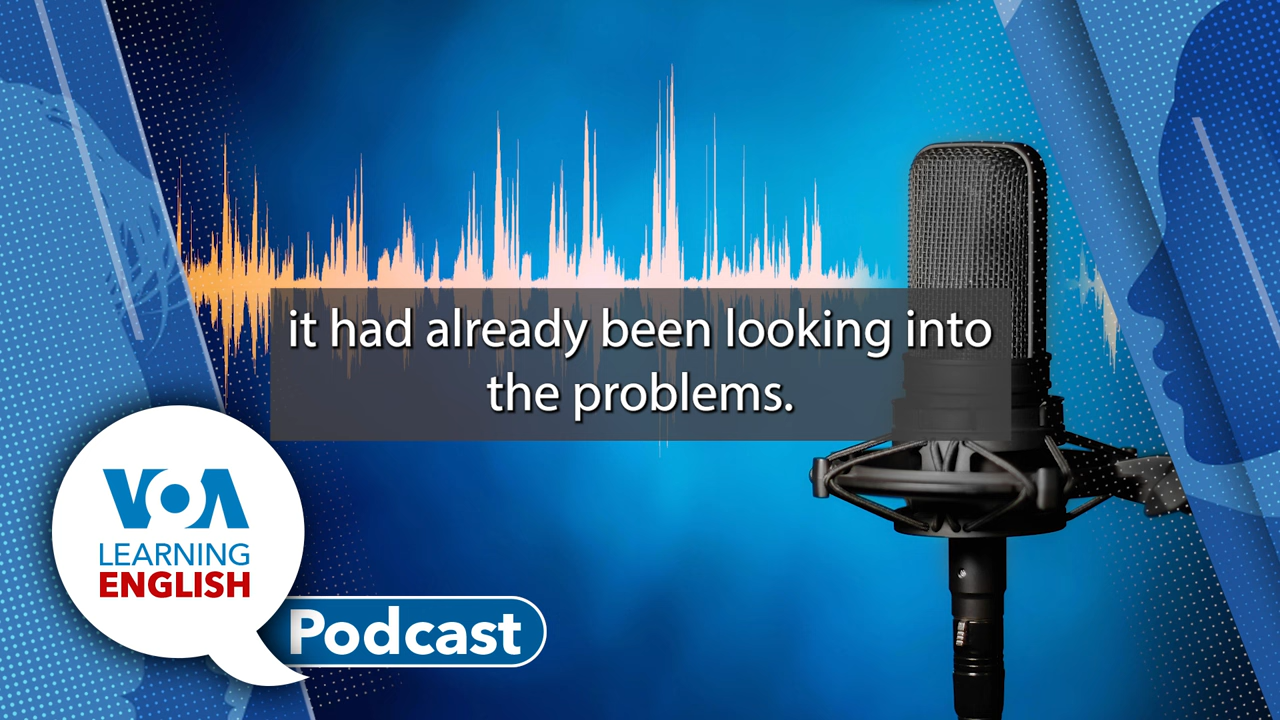 it had already been looking into
the problems.
VOA
LEARNING
ENGLISH
Podcast